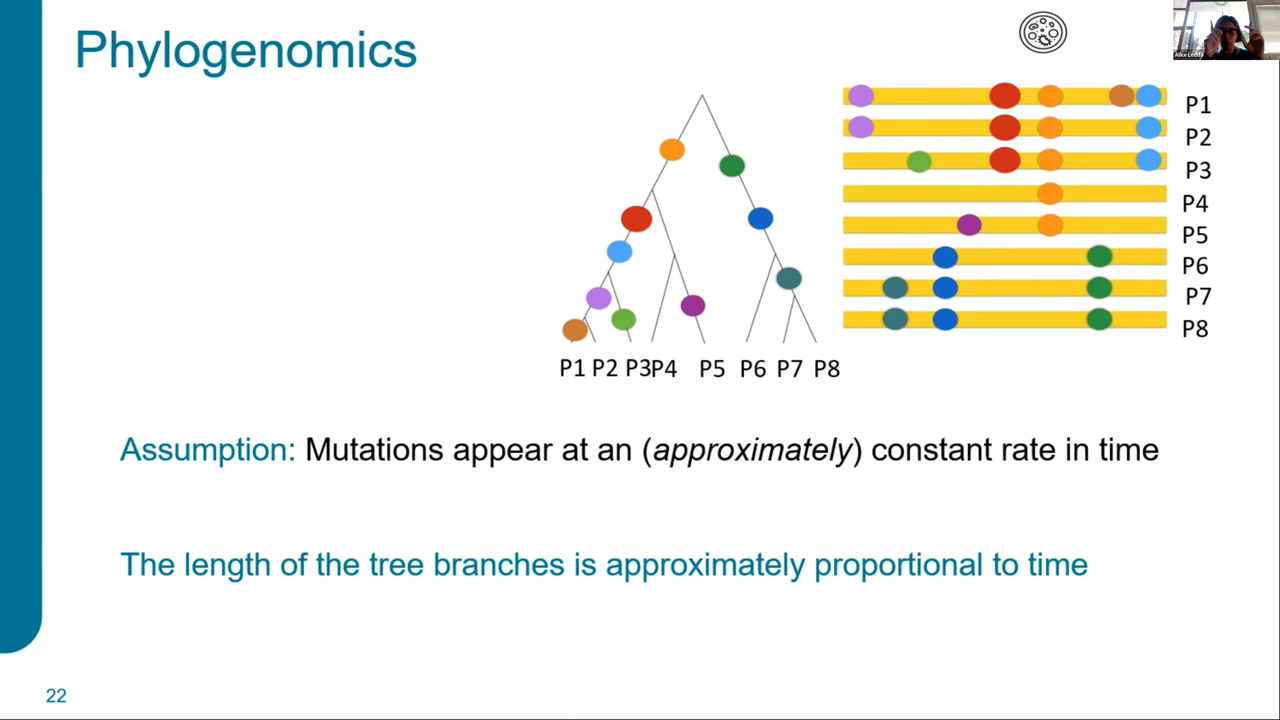 Phylogenomics
Alice Ledda
P1
P2
P3
P4
P5
P6
P7
P8
P1 P2 P3P4 P5 P6 P7 P8
Assumption: Mutations appear at an (approximately) constant rate in time
The length of the tree branches is approximately proportional to time
22